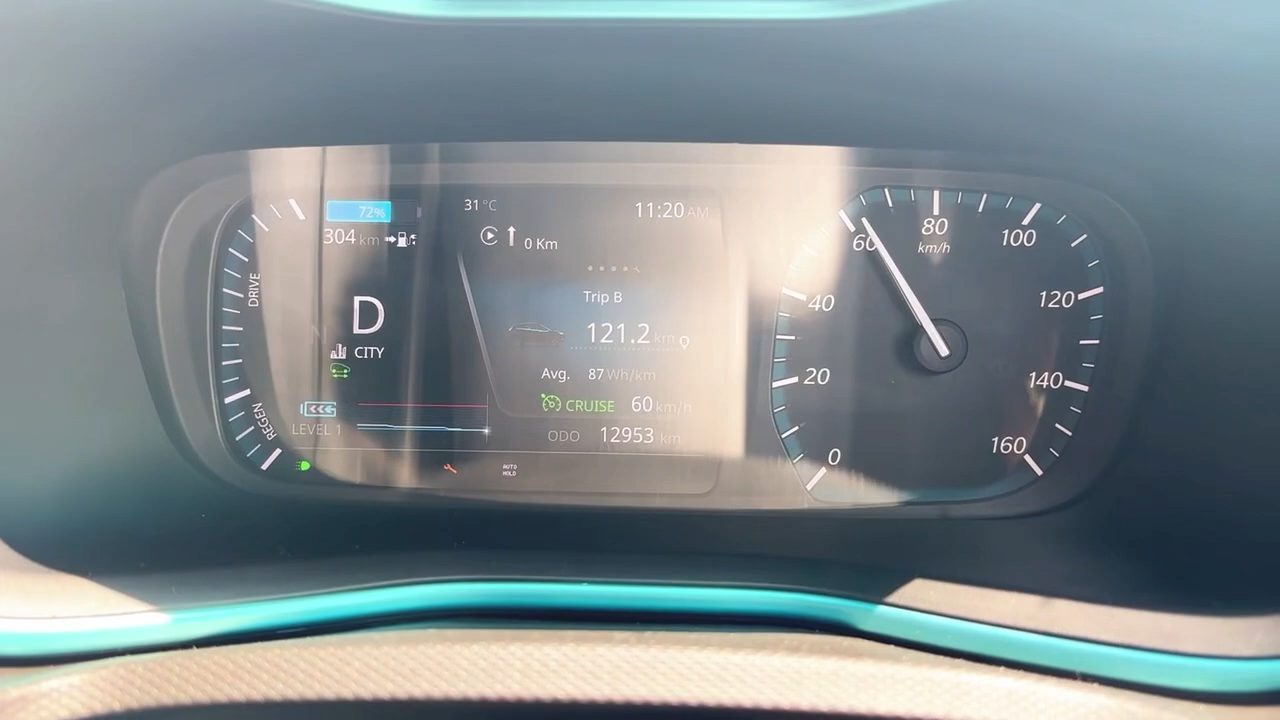 72%
304 km
31 °C
11:20 AM
0 Km
DRIVE
D
N
CITY
REGEN
LEVEL 1
Trip B
121.2 km
Avg. 87 Wh/km
CRUISE 60 km/h
ODO 12953 km
AUTO
HOLD
0
20
40
60
80
km/h
100
120
140
160